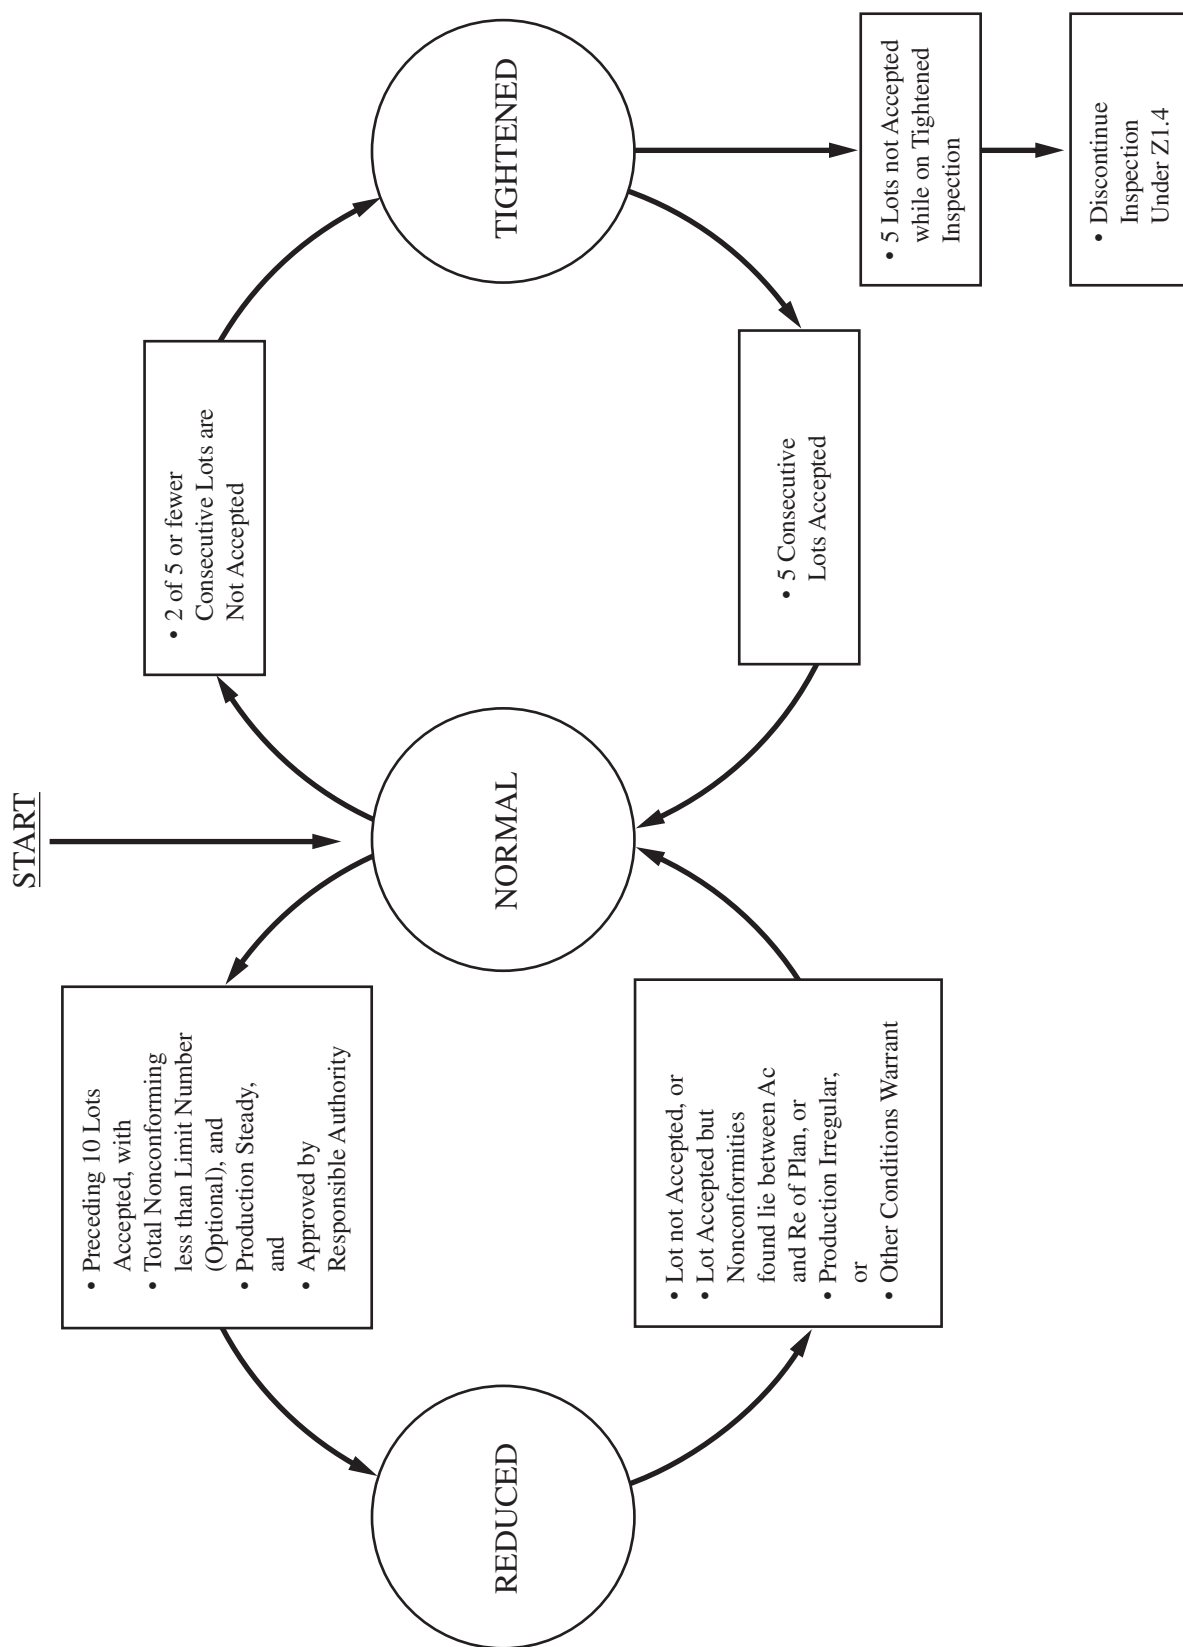 START
• Preceding 10 Lots
Accepted, with
• Total Nonconforming
less than Limit Number
(Optional), and
• Production Steady,
and
• Approved by
Responsible Authority
• 2 of 5 or fewer
Consecutive Lots are
Not Accepted
REDUCED
NORMAL
TIGHTENED
• Lot not Accepted, or
• Lot Accepted but
Nonconformities
found lie between Ac
and Re of Plan, or
• Production Irregular,
or
• Other Conditions Warrant
• 5 Consecutive
Lots Accepted
• 5 Lots not Accepted
while on Tightened
Inspection
• Discontinue
Inspection
Under Z1.4